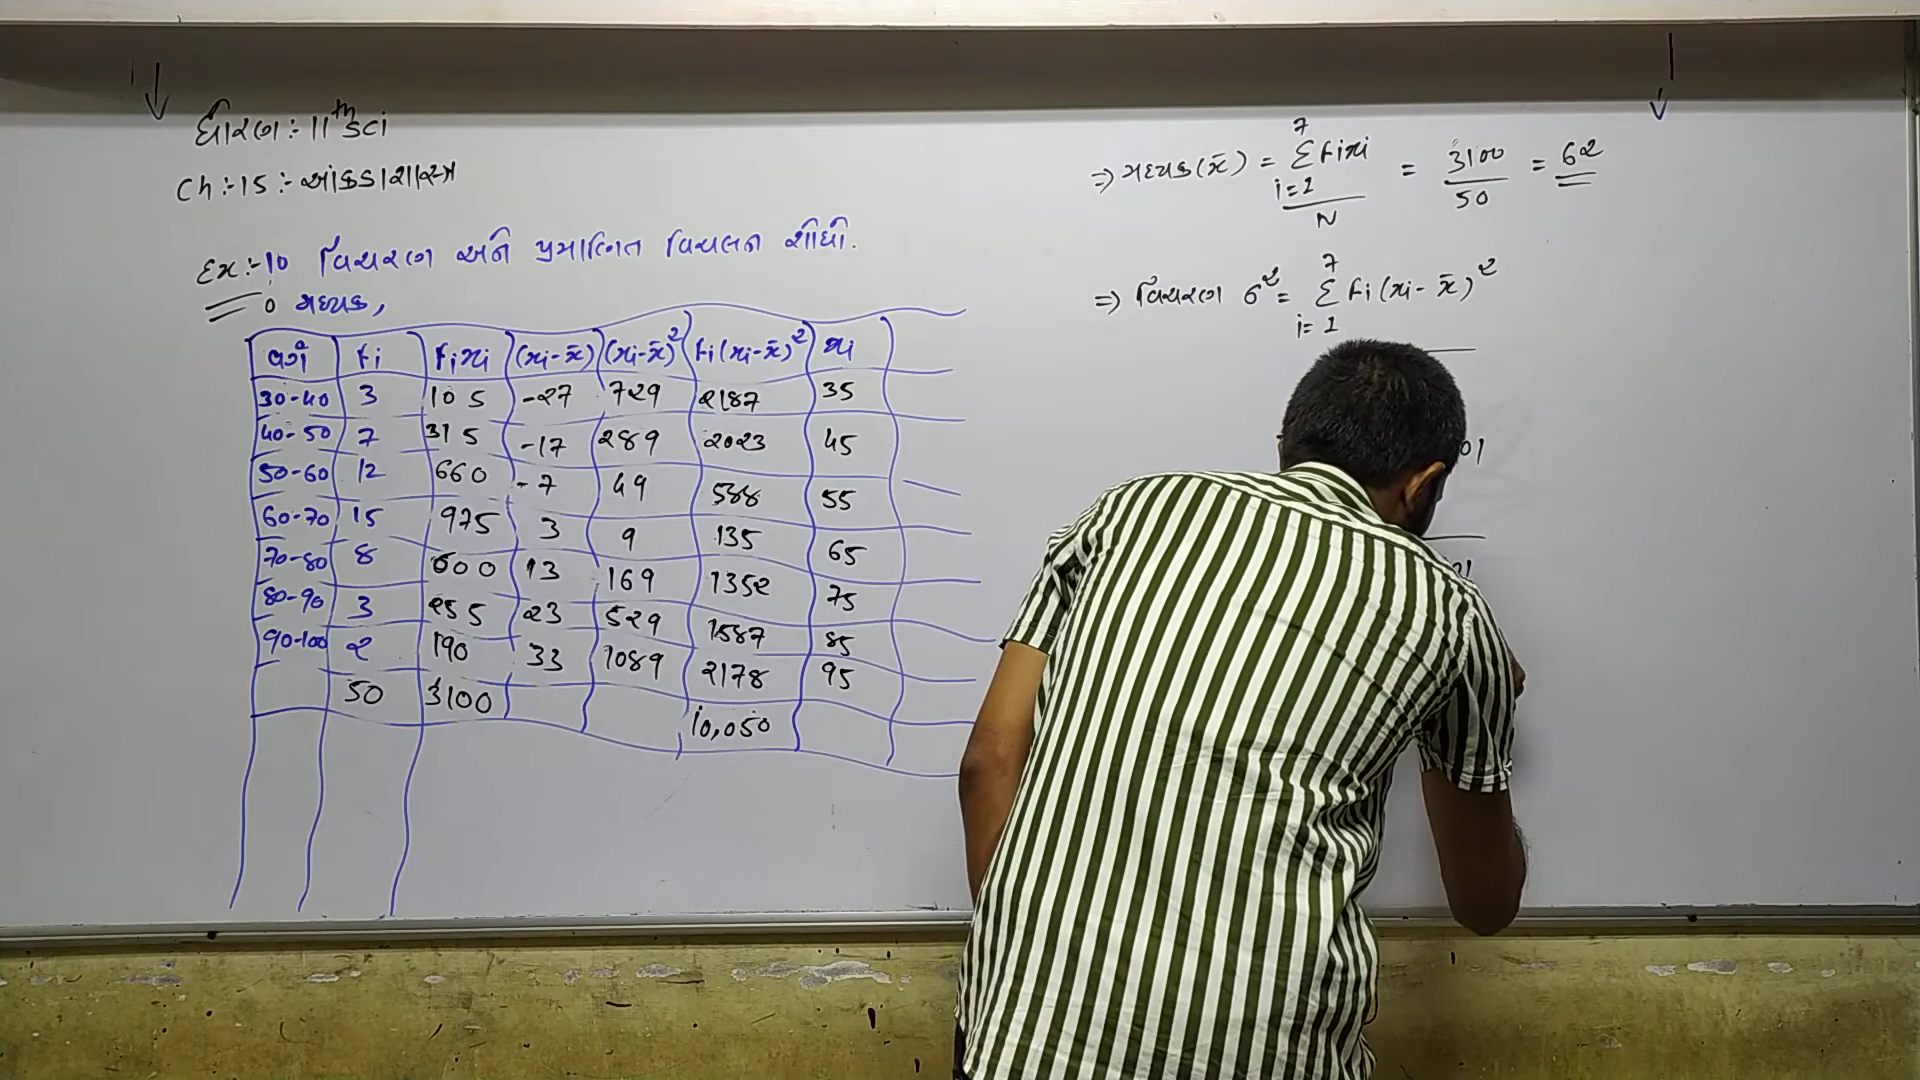 ધોરણ:- 11th sci
Ch:-15:- આંકડાશાસ્ત્ર
Ex:-10 વિચરણ અને પ્રમાણિત વિચલન શોધો.
0 મધ્યક,
વર્ગ fi fixi (xi-x̄) (xi-x̄)² fi(xi-x̄)² xi
30-40 3 105 -27 729 2187 35
40-50 7 315 -17 289 2023 45
50-60 12 660 -7 49 588 55
60-70 15 975 3 9 135 65
70-80 8 600 13 169 1352 75
80-90 3 255 23 529 1587 85
90-100 2 190 33 1089 2178 95
50 3100 10,050
⇒ મધ્યક(x̄) = 7 Σ fixi i=1 / N = 3100 / 50 = 62
⇒ વિચરણ σ² = 7 Σ fi(xi-x̄)² i=1